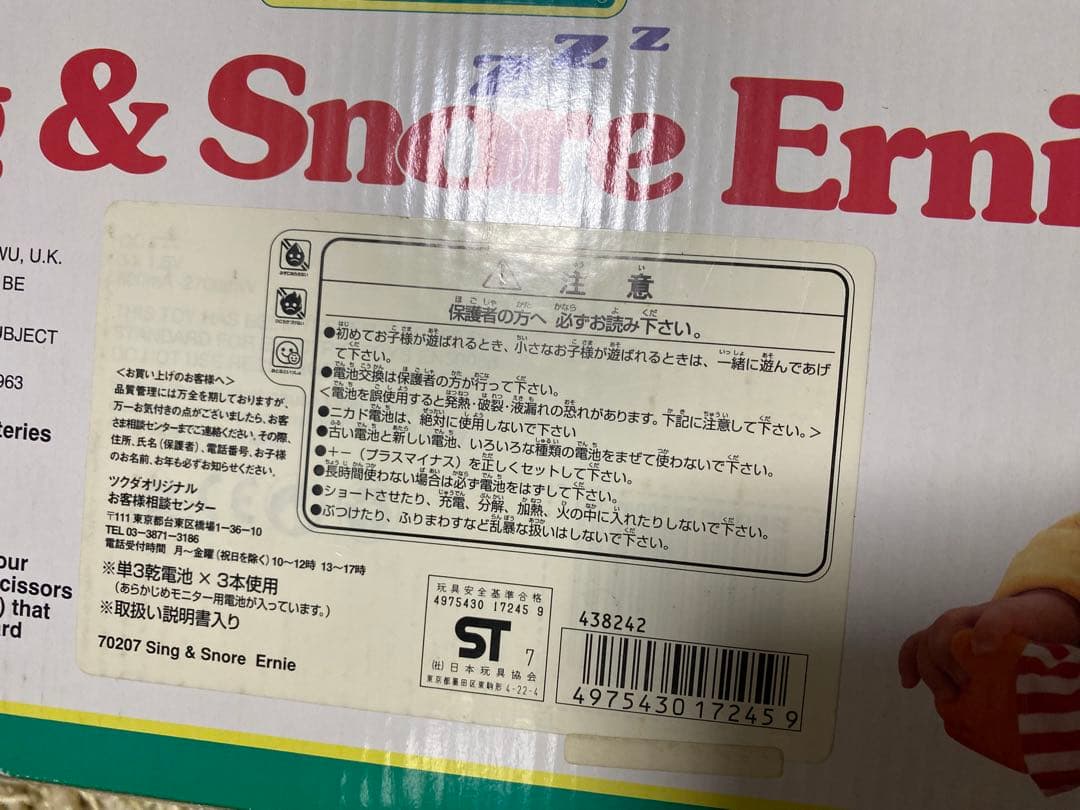 zzz
& Snore Erni
WU, U.K.
BE
UBJECT
963
teries
our
cissors
) that
rd
注意
保護者の方へ 必ずお読み下さい。
●初めてお子様が遊ばれるとき、小さなお子様が遊ばれるときは、一緒に遊んであげ
て下さい。
●電池交換は保護者の方が行って下さい。
<電池を誤使用すると発熱・破裂・液漏れの恐れがあります。下記に注意して下さい。>
●ニカド電池は、絶対に使用しないで下さい
●古い電池と新しい電池、いろいろな種類の電池をまぜて使わないで下さい。
●+-(プラスマイナス)を正しくセットして下さい。
●長時間使わない場合は必ず電池をはずして下さい。
●ショートさせたり、充電、分解、加熱、火の中に入れたりしないで下さい。
●ぶつけたり、ふりまわすなど乱暴な扱いはしないで下さい。
<お買い上げのお客様へ>
品質管理には万全を期しておりますが、
万一お気付きの点がございましたら、お客
さま相談センターまでご連絡ください。その際、
住所、氏名(保護者)、電話番号、お子様
のお名前、お年も必ずお知らせください。
ツクダオリジナル
お客様相談センター
〒111 東京都台東区橋場1-36-10
TEL 03-3871-3186
電話受付時間 月~金曜(祝日を除く)10~12時 13~17時
※単3乾電池 × 3本使用
(あらかじめモニター用電池が入っています。)
※取扱い説明書入り
70207 Sing & Snore Ernie
玩具安全基準合格
4975430 17245 9
ST 7
(社)日本玩具協会
東京都墨田区東駒形 4-22-4
438242
4975430172459